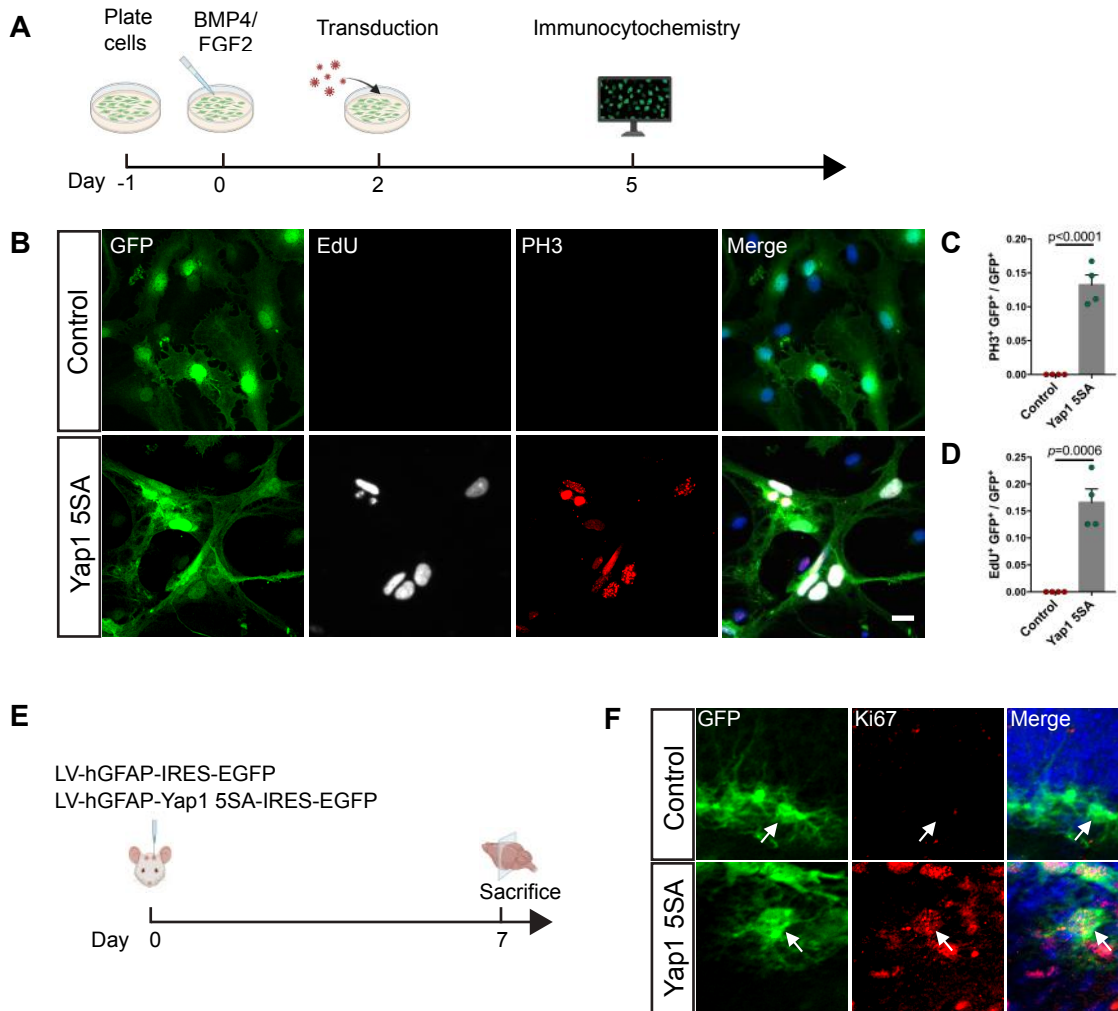 A
Plate
cells
BMP4/
FGF2
Transduction
Immunocytochemistry
Day -1 0 2 5
B
GFP EdU PH3 Merge
Control
Yap1 5SA
C
p<0.0001
0.20
0.15
0.10
0.05
0.00
PH3+ GFP+ / GFP+
Control
Yap1 5SA
D
p=0.0006
0.25
0.20
0.15
0.10
0.05
0.00
EdU+ GFP+ / GFP+
Control
Yap1 5SA
E
LV-hGFAP-IRES-EGFP
LV-hGFAP-Yap1 5SA-IRES-EGFP
Sacrifice
Day 0 7
F
GFP Ki67 Merge
Control
Yap1 5SA